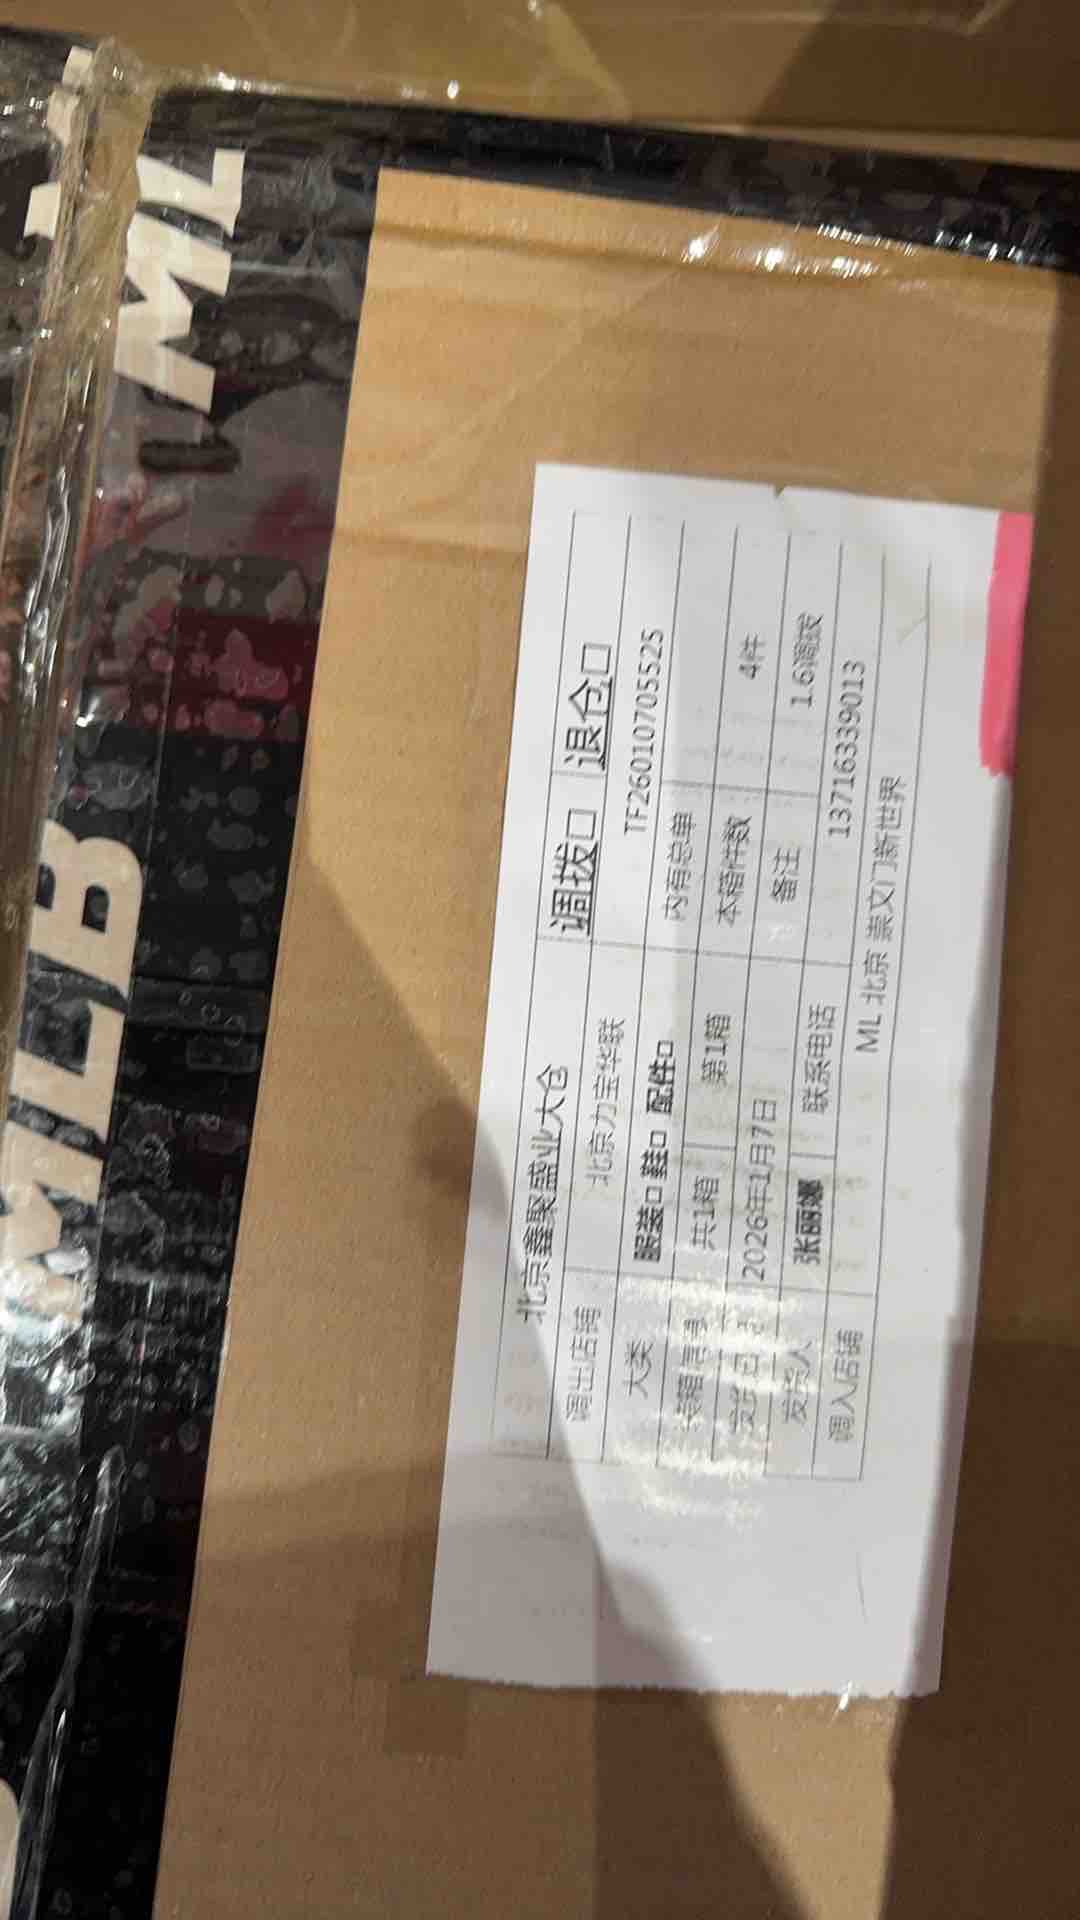 MLB
ML
北京鑫聚盛业大仓 调拨口 退仓口
调出店铺 北京力宝华联 TF26010705525
大类 服装口 鞋口 配件口 内有总单
装箱信息 共1箱 第1箱 本箱件数 4件
发货日 2026年1月7日 备注 1.6调拨
发货人 张丽娜 联系电话 13716339013
调入店铺 ML 北京 崇文门新世界